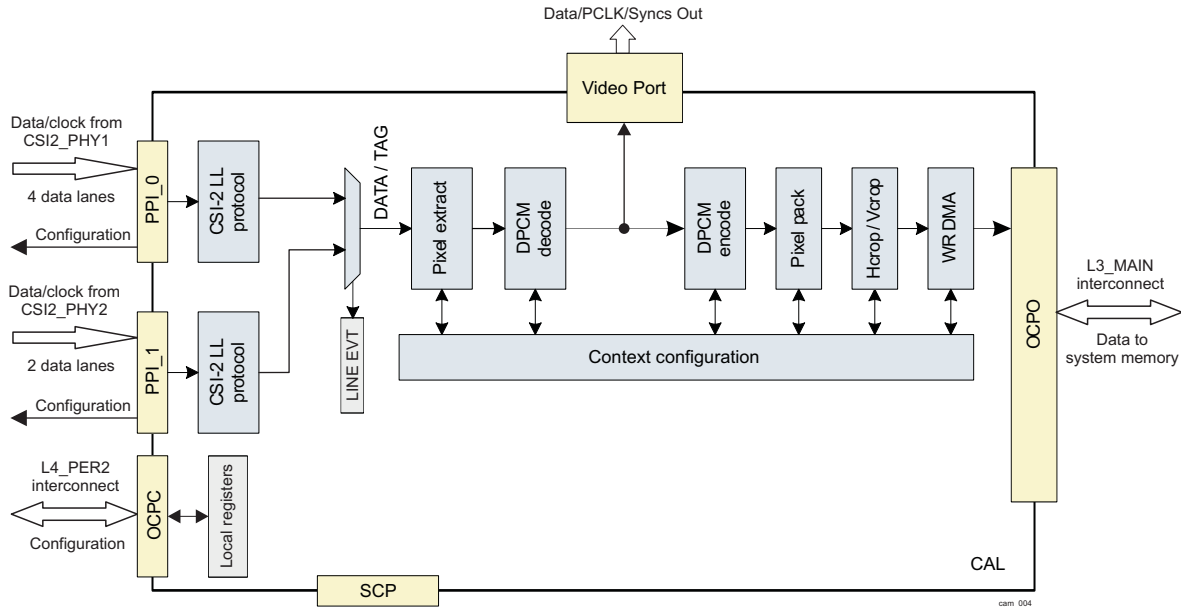 Data/PCLK/Syncs Out
Video Port
Data/clock from
CSI2_PHY1
4 data lanes
Configuration
PPI_0
CSI-2 LL
protocol
DATA / TAG
Pixel extract
DPCM
decode
DPCM
encode
Pixel pack
Hcrop / Vcrop
WR DMA
Data/clock from
CSI2_PHY2
2 data lanes
Configuration
PPI_1
CSI-2 LL
protocol
LINE EVT
Context configuration
OCPO
L3_MAIN
interconnect
Data to
system memory
L4_PER2
interconnect
Configuration
OCPC
Local registers
SCP
CAL
cam_004